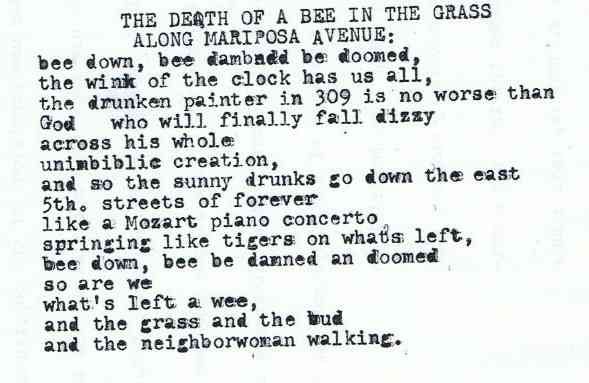 THE DEATH OF A BEE IN THE GRASS
ALONG MARIPOSA AVENUE:
bee down, bee dambndd be doomed,
the wink of the clock has us all,
the drunken painter in 309 is no worse than
God who will finally fall dizzy
across his whole
unimbiblic creation,
and so the sunny drunks go down the east
5th. streets of forever
like a Mozart piano concerto
springing like tigers on whats left,
bee down, bee be damned an doomed
so are we
what's left a wee,
and the grass and the bud
and the neighborwoman walking.